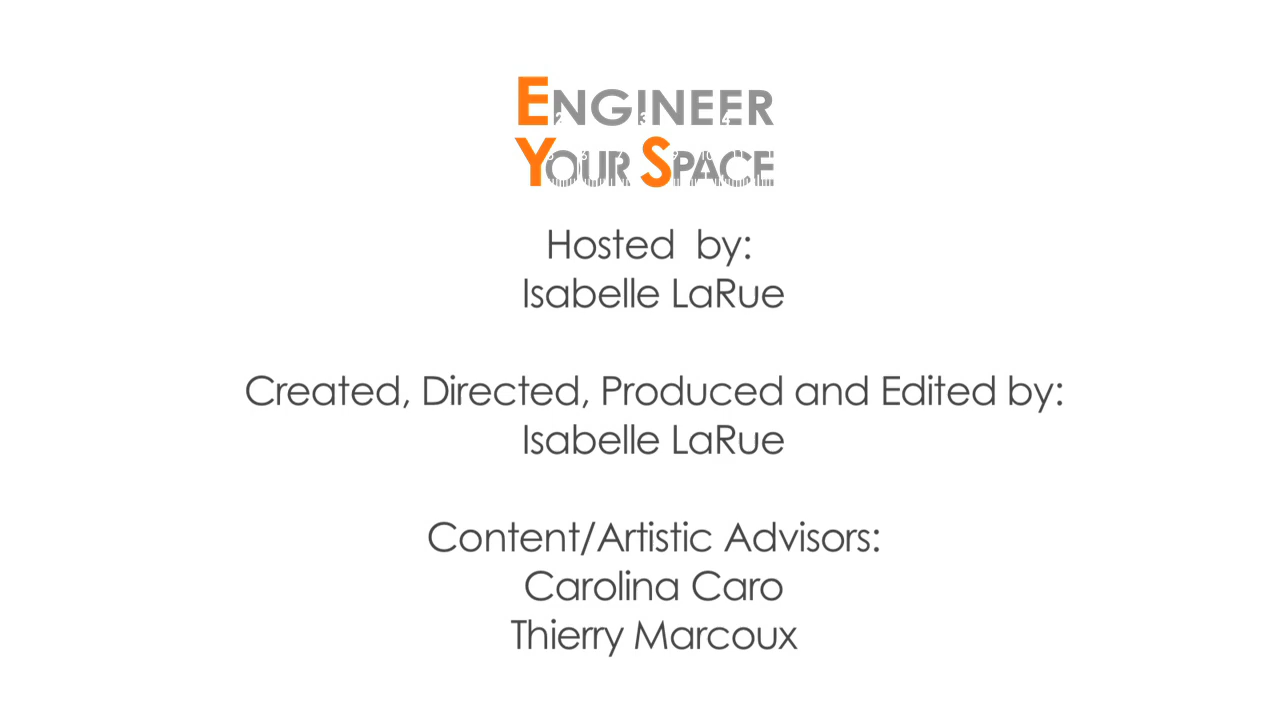 ENGINEER
YOUR SPACE
Hosted by:
Isabelle LaRue
Created, Directed, Produced and Edited by:
Isabelle LaRue
Content/Artistic Advisors:
Carolina Caro
Thierry Marcoux